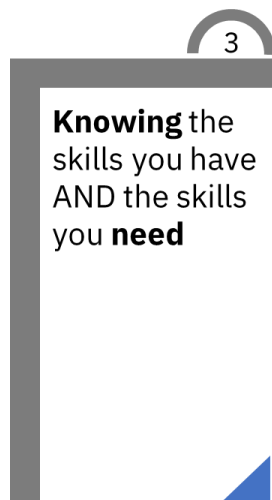 3
Knowing the
skills you have
AND the skills
you need